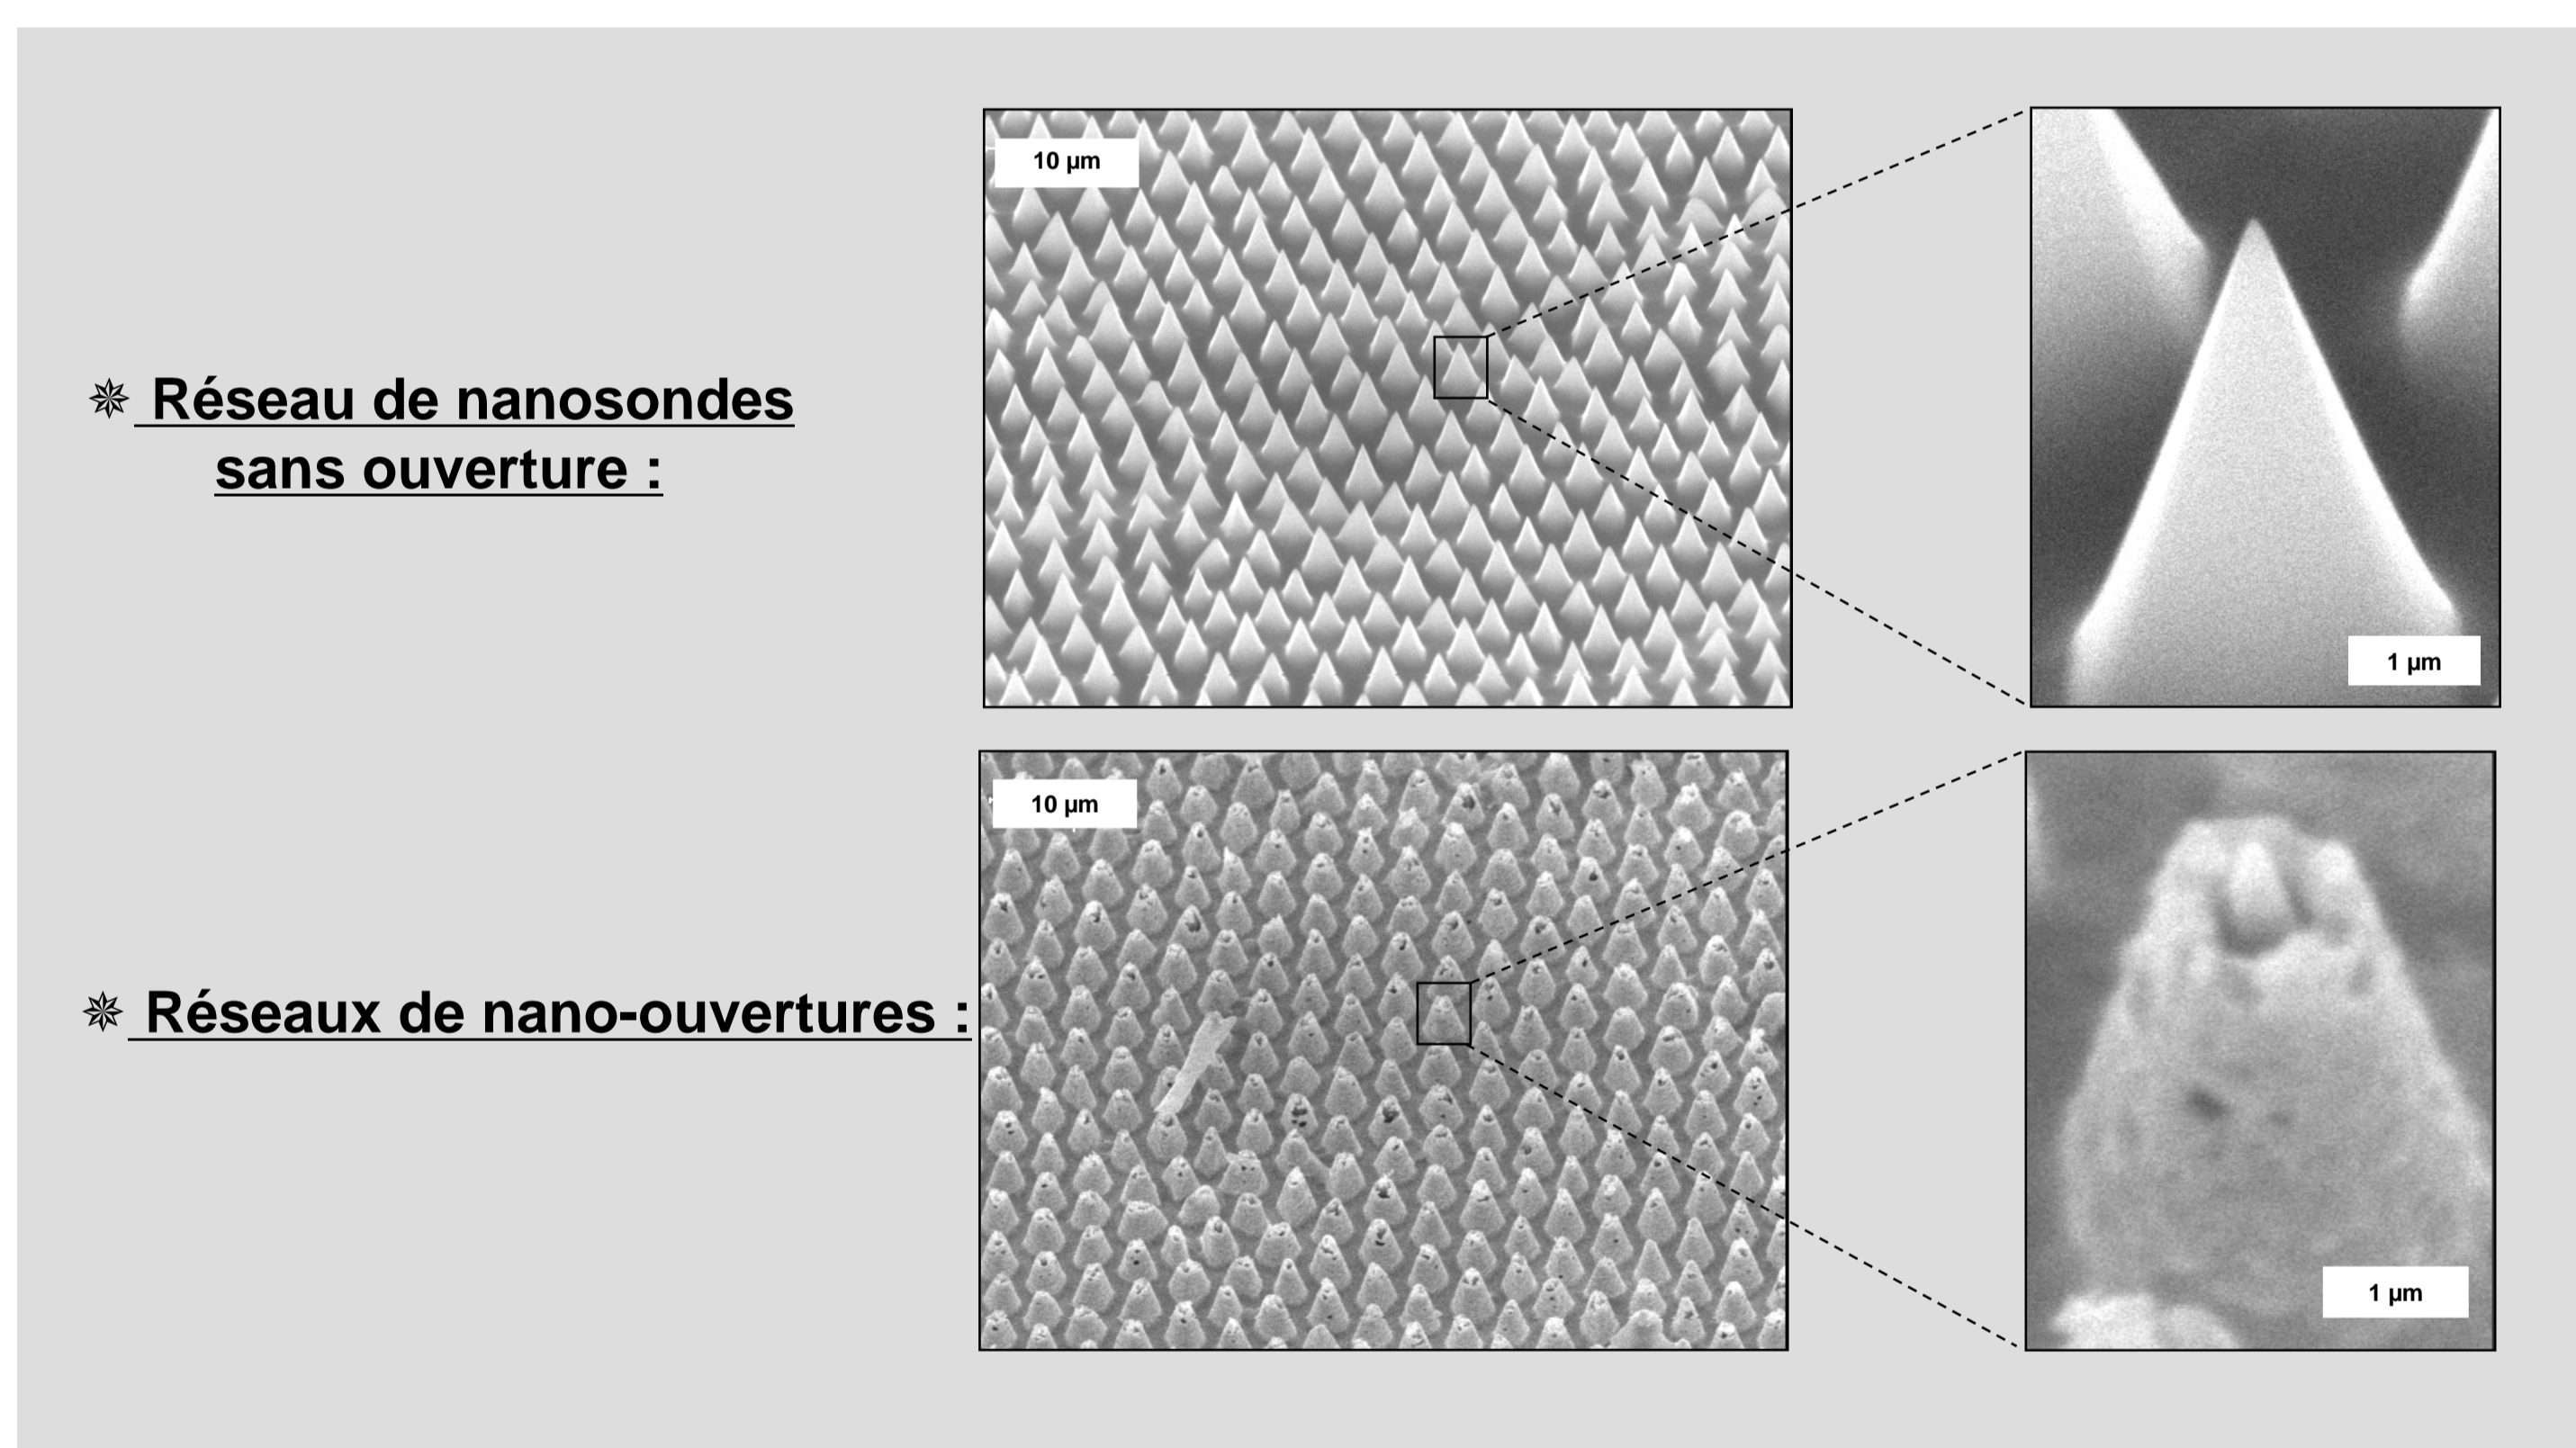 ✵ Réseau de nanosondes
sans ouverture :
10 µm
1 µm
✵ Réseaux de nano-ouvertures :
10 µm
1 µm